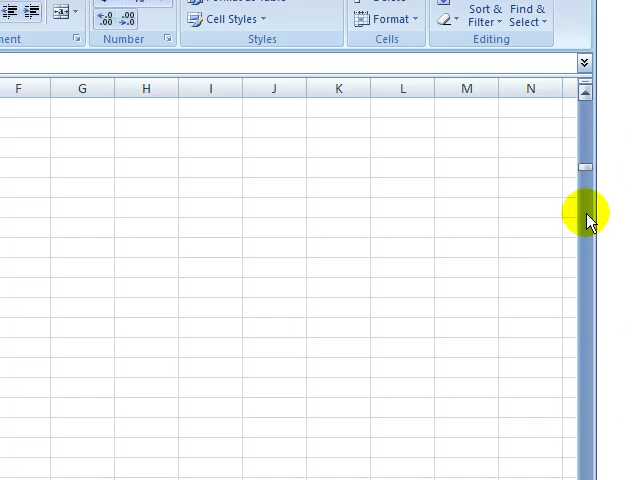 Cell Styles
Format
Sort &
Filter
Find &
Select
ment
Number
Styles
Cells
Editing
F G H I J K L M N